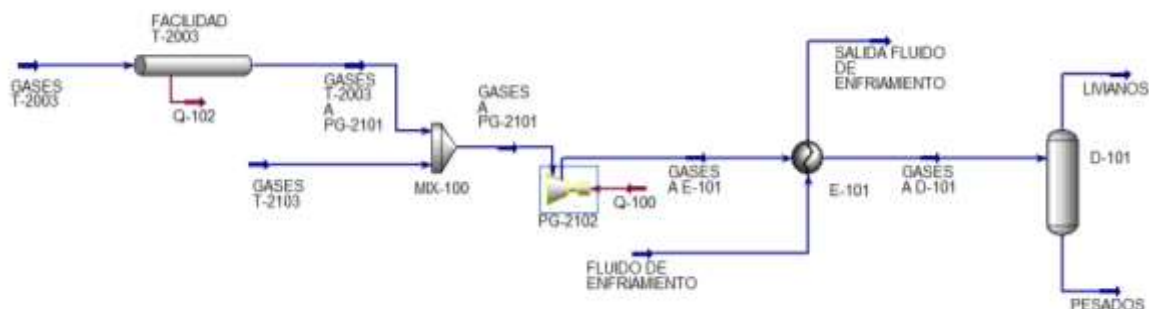 FACILIDAD
T-2003
GASES
T-2003
Q-102
GASES
T-2003
A
PG-2101
GASES
T-2103
MIX-100
GASES
A PG-2101
PG-2102
Q-100
GASES
A E-101
FLUIDO DE
ENFRIAMIENTO
SALIDA FLUIDO
DE
ENFRIAMIENTO
E-101
GASES
A D-101
LIVIANOS
D-101
PESADOS